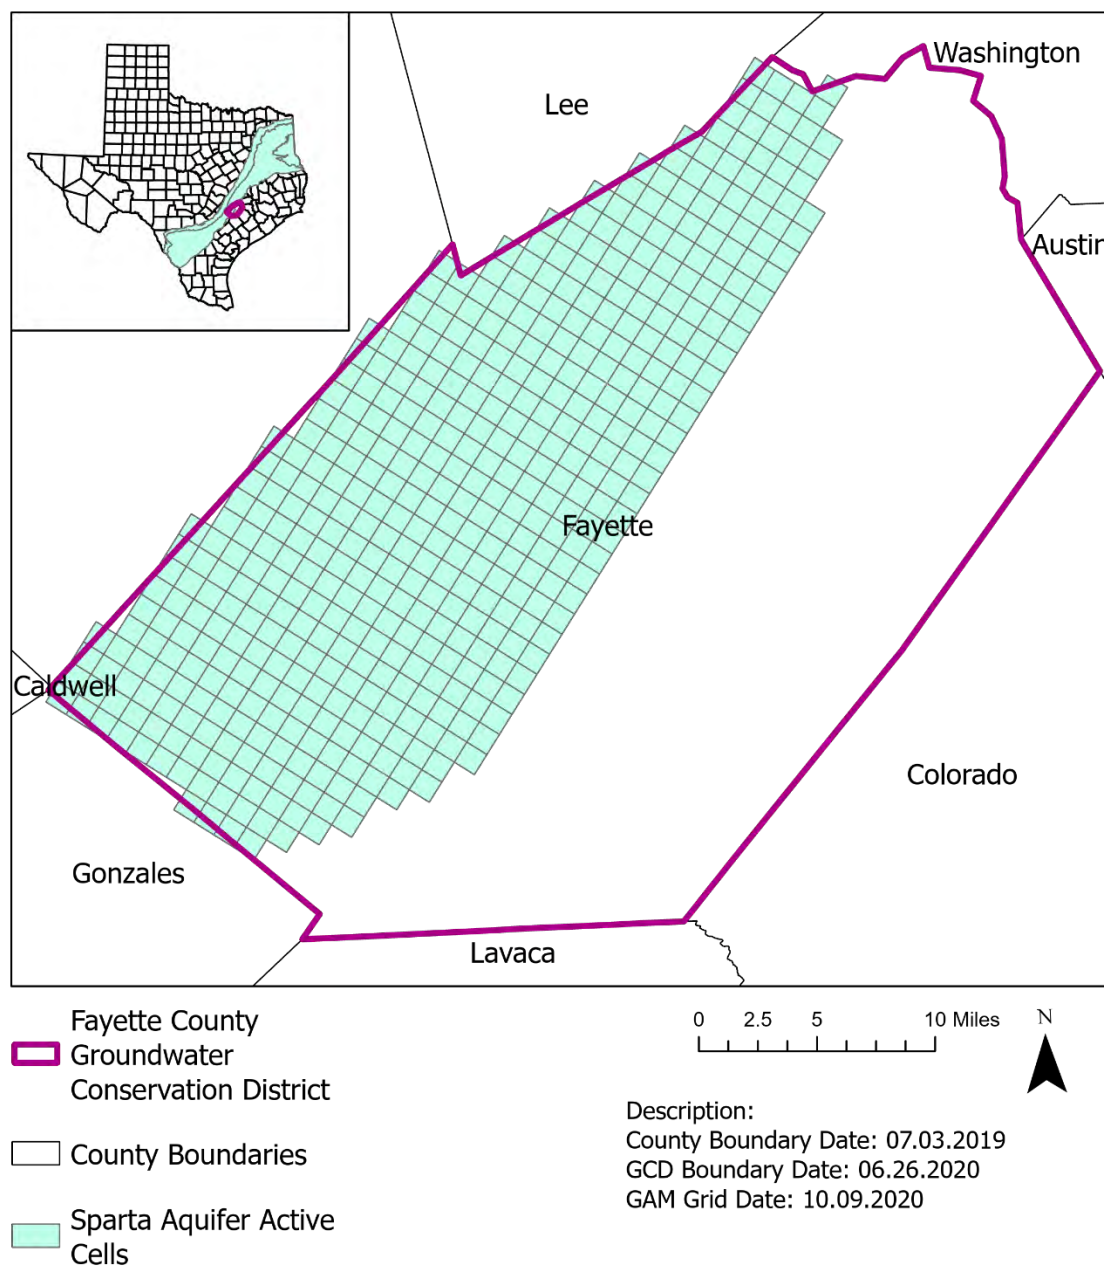 Washington
Lee
Austin
Fayette
Caldwell
Colorado
Gonzales
Lavaca
Fayette County
Groundwater
Conservation District
County Boundaries
Sparta Aquifer Active
Cells
0 2.5 5 10 Miles
N
Description:
County Boundary Date: 07.03.2019
GCD Boundary Date: 06.26.2020
GAM Grid Date: 10.09.2020